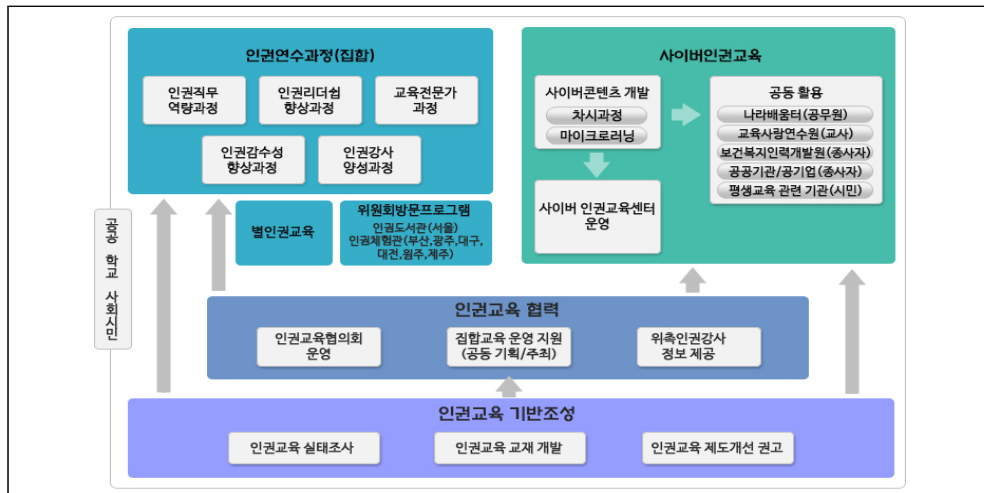 인권연수과정(집합)
인권직무
역량과정
인권리더쉽
향상과정
교육전문가
과정
인권감수성
향상과정
인권강사
양성과정
별인권교육
위원회방문프로그램
인권도서관(서울)
인권체험관(부산,광주,대구,
대전,원주,제주)
사이버인권교육
사이버콘텐츠 개발
차시과정
마이크로러닝
사이버 인권교육센터
운영
공동 활용
나라배움터(공무원)
교육사랑연수원(교사)
보건복지인력개발원(종사자)
공공기관/공기업(종사자)
평생교육 관련 기관(시민)
공공 학교 사회시민
인권교육 협력
인권교육협의회
운영
집합교육 운영 지원
(공동 기획/주최)
위촉인권강사
정보 제공
인권교육 기반조성
인권교육 실태조사
인권교육 교재 개발
인권교육 제도개선 권고